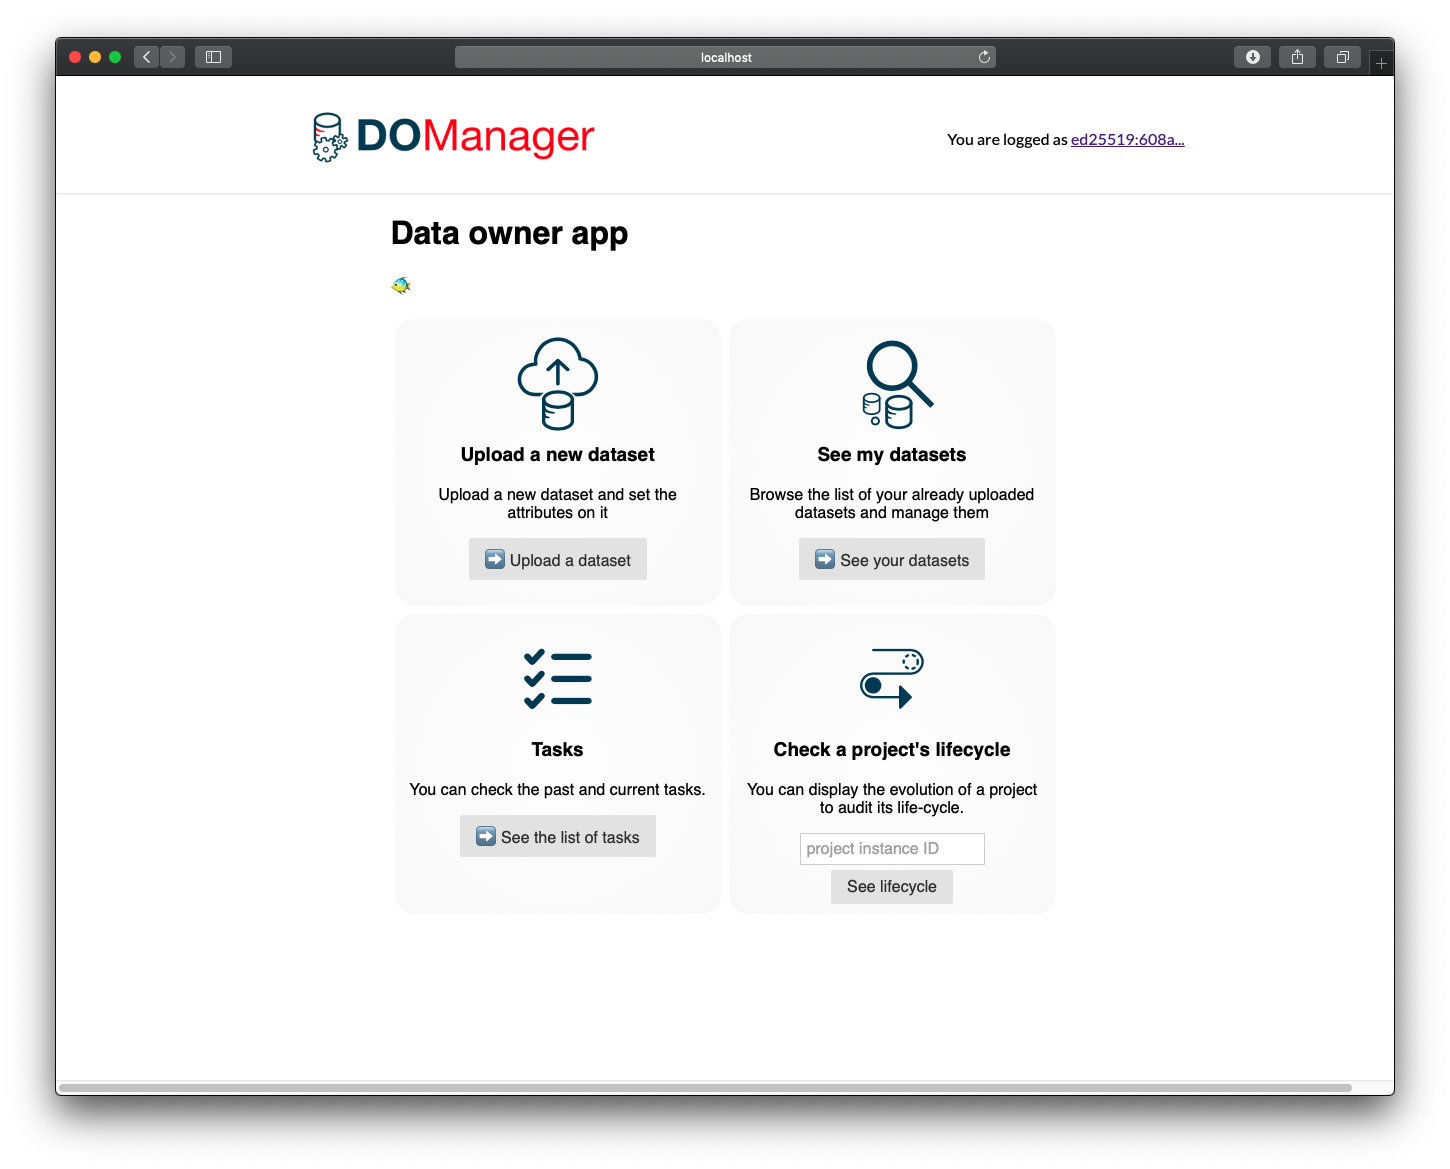 localhost
DOManager
You are logged as ed25519:608a...
Data owner app
Upload a new dataset
Upload a new dataset and set the
attributes on it
Upload a dataset
See my datasets
Browse the list of your already uploaded
datasets and manage them
See your datasets
Tasks
You can check the past and current tasks.
See the list of tasks
Check a project's lifecycle
You can display the evolution of a project
to audit its life-cycle.
project instance ID
See lifecycle